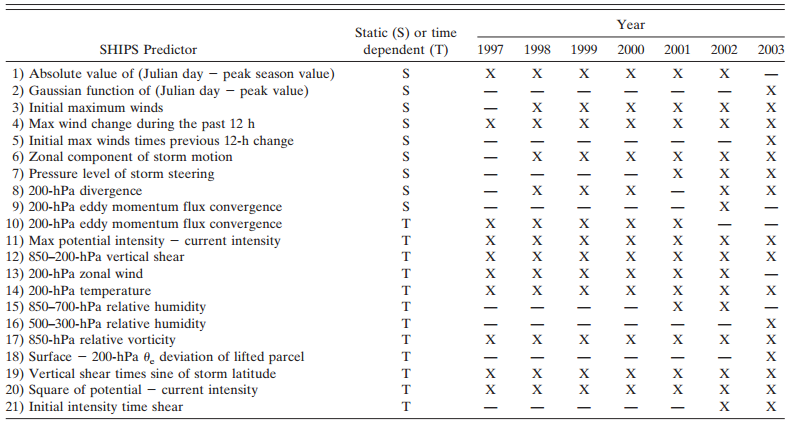 Static (S) or time Year
SHIPS Predictor dependent (T) 1997 1998 1999 2000 2001 2002 2003
1) Absolute value of (Julian day − peak season value) S X X X X X X —
2) Gaussian function of (Julian day − peak value) S — — — — — — X
3) Initial maximum winds S — X X X X X X
4) Max wind change during the past 12 h S X X X X X X X
5) Initial max winds times previous 12-h change S — — — — — — X
6) Zonal component of storm motion S — X X X X X X
7) Pressure level of storm steering S — — — — X X X
8) 200-hPa divergence S — X X X — X X
9) 200-hPa eddy momentum flux convergence S — — — — — X —
10) 200-hPa eddy momentum flux convergence T X X X X X — —
11) Max potential intensity − current intensity T X X X X X X X
12) 850–200-hPa vertical shear T X X X X X X X
13) 200-hPa zonal wind T X X X X X X —
14) 200-hPa temperature T X X X X X X X
15) 850–700-hPa relative humidity T — — — — X X —
16) 500–300-hPa relative humidity T — — — — — — X
17) 850-hPa relative vorticity T X X X X X X X
18) Surface − 200-hPa θe deviation of lifted parcel T — — — — — — X
19) Vertical shear times sine of storm latitude T X X X X X X X
20) Square of potential − current intensity T X X X X X X X
21) Initial intensity time shear T — — — — — X X